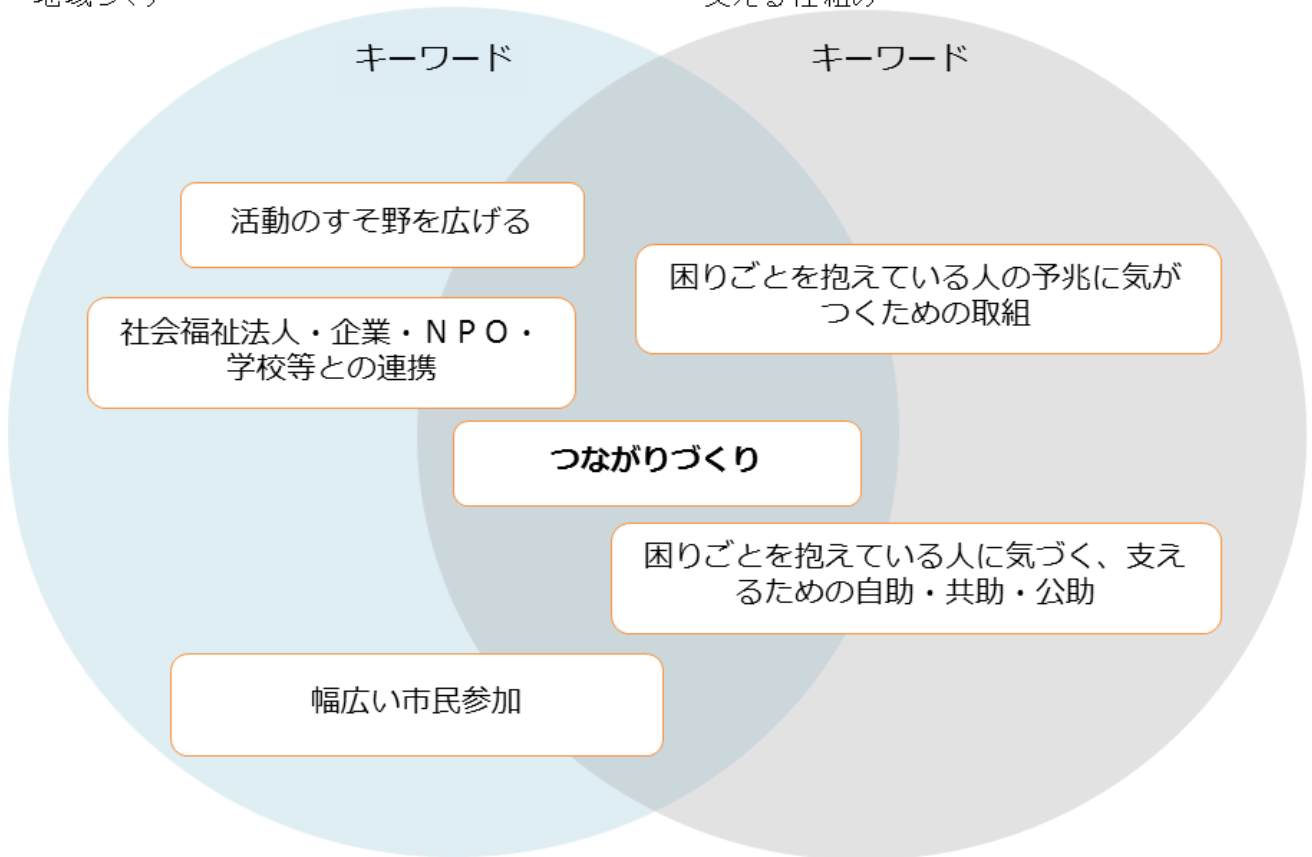 キーワード
キーワード
活動のすそ野を広げる
社会福祉法人・企業・ＮＰＯ・
学校等との連携
困りごとを抱えている人の予兆に気が
つくための取組
つながりづくり
困りごとを抱えている人に気づく、支え
るための自助・共助・公助
幅広い市民参加